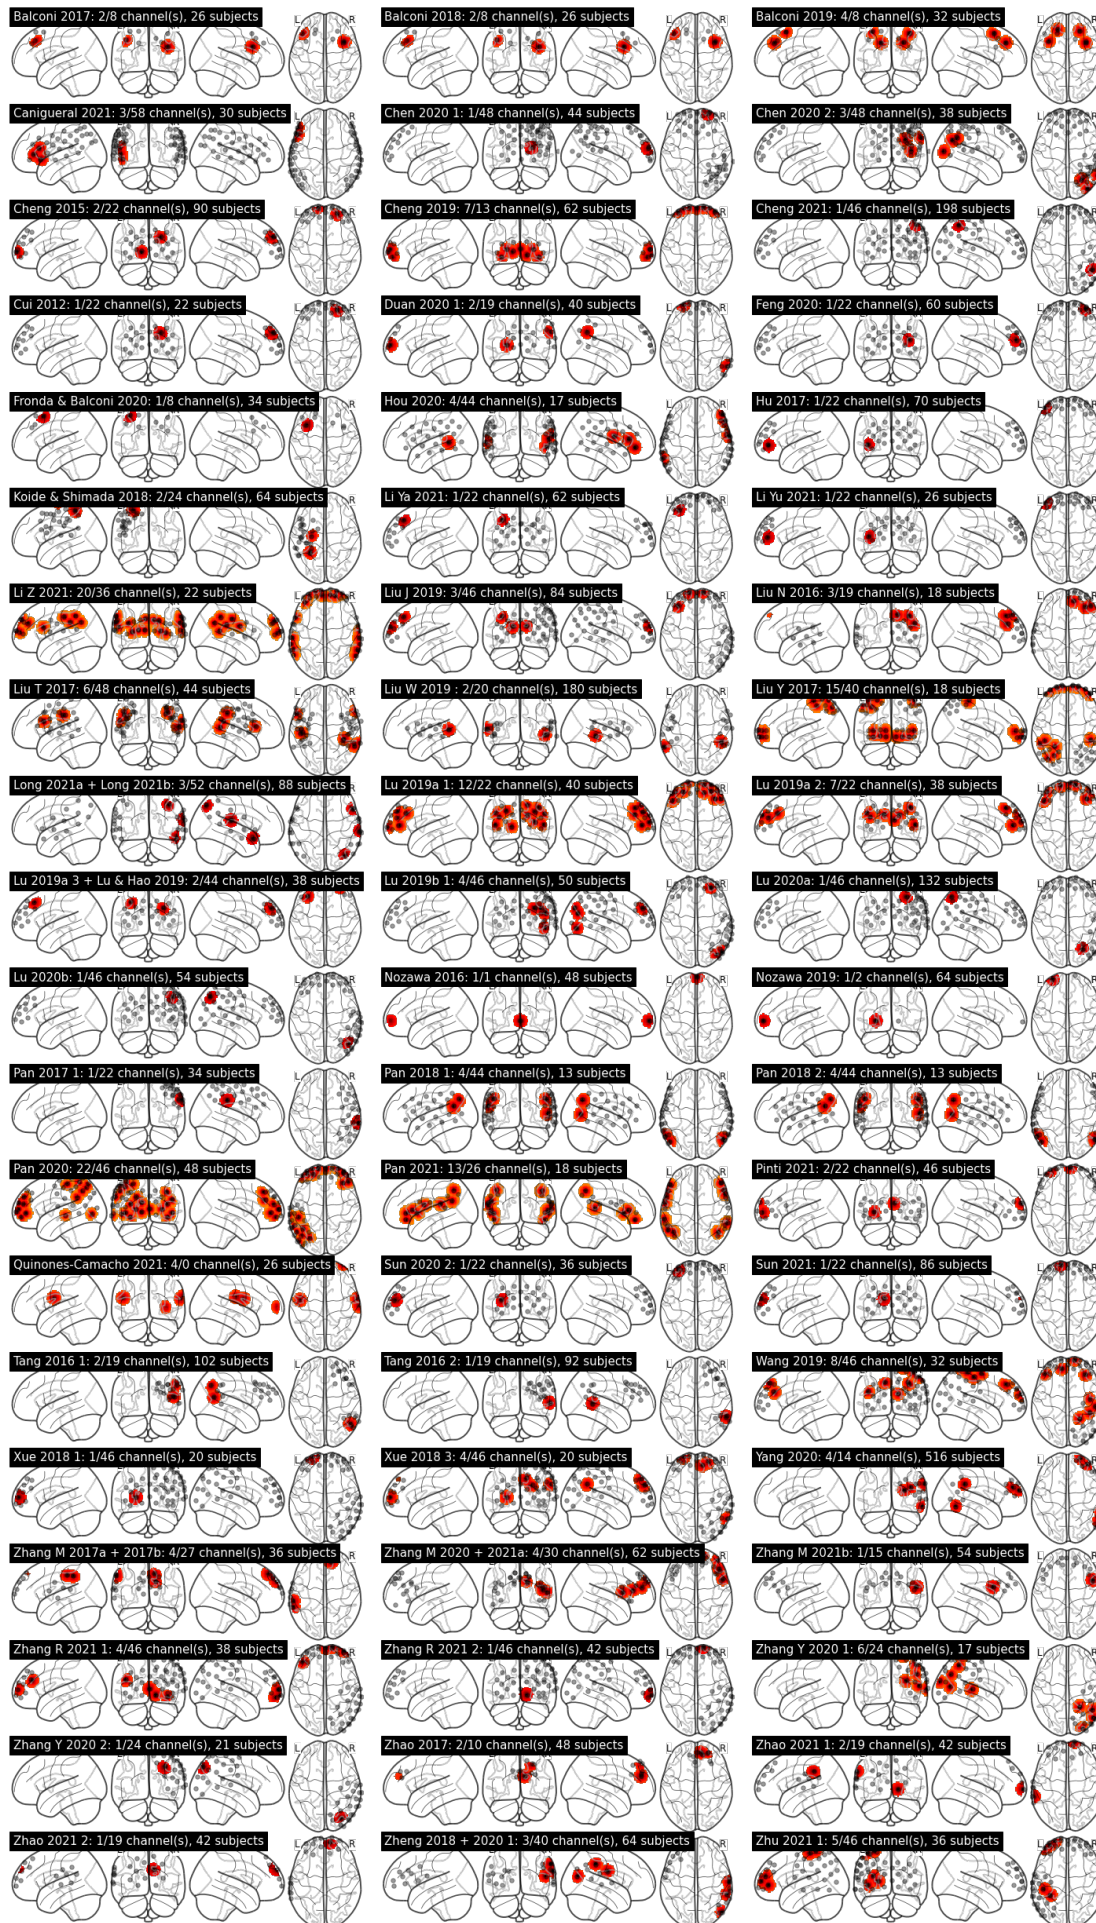 Balconi 2017: 2/8 channel(s), 26 subjects
Balconi 2018: 2/8 channel(s), 26 subjects
Balconi 2019: 4/8 channel(s), 32 subjects
Canigueral 2021: 3/58 channel(s), 30 subjects
Chen 2020 1: 1/48 channel(s), 44 subjects
Chen 2020 2: 3/48 channel(s), 38 subjects
Cheng 2015: 2/22 channel(s), 90 subjects
Cheng 2019: 7/13 channel(s), 62 subjects
Cheng 2021: 1/46 channel(s), 198 subjects
Cui 2012: 1/22 channel(s), 22 subjects
Duan 2020 1: 2/19 channel(s), 40 subjects
Feng 2020: 1/22 channel(s), 60 subjects
Fronda & Balconi 2020: 1/8 channel(s), 34 subjects
Hou 2020: 4/44 channel(s), 17 subjects
Hu 2017: 1/22 channel(s), 70 subjects
Koide & Shimada 2018: 2/24 channel(s), 64 subjects
Li Ya 2021: 1/22 channel(s), 62 subjects
Li Yu 2021: 1/22 channel(s), 26 subjects
Li Z 2021: 20/36 channel(s), 22 subjects
Liu J 2019: 3/46 channel(s), 84 subjects
Liu N 2016: 3/19 channel(s), 18 subjects
Liu T 2017: 6/48 channel(s), 44 subjects
Liu W 2019 : 2/20 channel(s), 180 subjects
Liu Y 2017: 15/40 channel(s), 18 subjects
Long 2021a + Long 2021b: 3/52 channel(s), 88 subjects
Lu 2019a 1: 12/22 channel(s), 40 subjects
Lu 2019a 2: 7/22 channel(s), 38 subjects
Lu 2019a 3 + Lu & Hao 2019: 2/44 channel(s), 38 subjects
Lu 2019b 1: 4/46 channel(s), 50 subjects
Lu 2020a: 1/46 channel(s), 132 subjects
Lu 2020b: 1/46 channel(s), 54 subjects
Nozawa 2016: 1/1 channel(s), 48 subjects
Nozawa 2019: 1/2 channel(s), 64 subjects
Pan 2017 1: 1/22 channel(s), 34 subjects
Pan 2018 1: 4/44 channel(s), 13 subjects
Pan 2018 2: 4/44 channel(s), 13 subjects
Pan 2020: 22/46 channel(s), 48 subjects
Pan 2021: 13/26 channel(s), 18 subjects
Pinti 2021: 2/22 channel(s), 46 subjects
Quinones-Camacho 2021: 4/0 channel(s), 26 subjects
Sun 2020 2: 1/22 channel(s), 36 subjects
Sun 2021: 1/22 channel(s), 86 subjects
Tang 2016 1: 2/19 channel(s), 102 subjects
Tang 2016 2: 1/19 channel(s), 92 subjects
Wang 2019: 8/46 channel(s), 32 subjects
Xue 2018 1: 1/46 channel(s), 20 subjects
Xue 2018 3: 4/46 channel(s), 20 subjects
Yang 2020: 4/14 channel(s), 516 subjects
Zhang M 2017a + 2017b: 4/27 channel(s), 36 subjects
Zhang M 2020 + 2021a: 4/30 channel(s), 62 subjects
Zhang M 2021b: 1/15 channel(s), 54 subjects
Zhang R 2021 1: 4/46 channel(s), 38 subjects
Zhang R 2021 2: 1/46 channel(s), 42 subjects
Zhang Y 2020 1: 6/24 channel(s), 17 subjects
Zhang Y 2020 2: 1/24 channel(s), 21 subjects
Zhao 2017: 2/10 channel(s), 48 subjects
Zhao 2021 1: 2/19 channel(s), 42 subjects
Zhao 2021 2: 1/19 channel(s), 42 subjects
Zheng 2018 + 2020 1: 3/40 channel(s), 64 subjects
Zhu 2021 1: 5/46 channel(s), 36 subjects